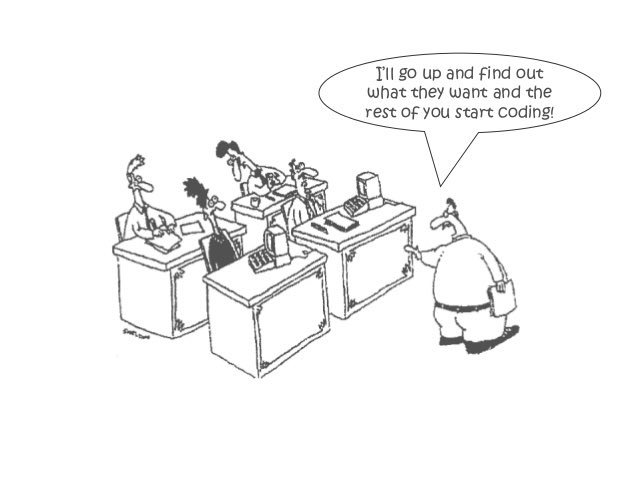 I'll go up and find out
what they want and the
rest of you start coding!